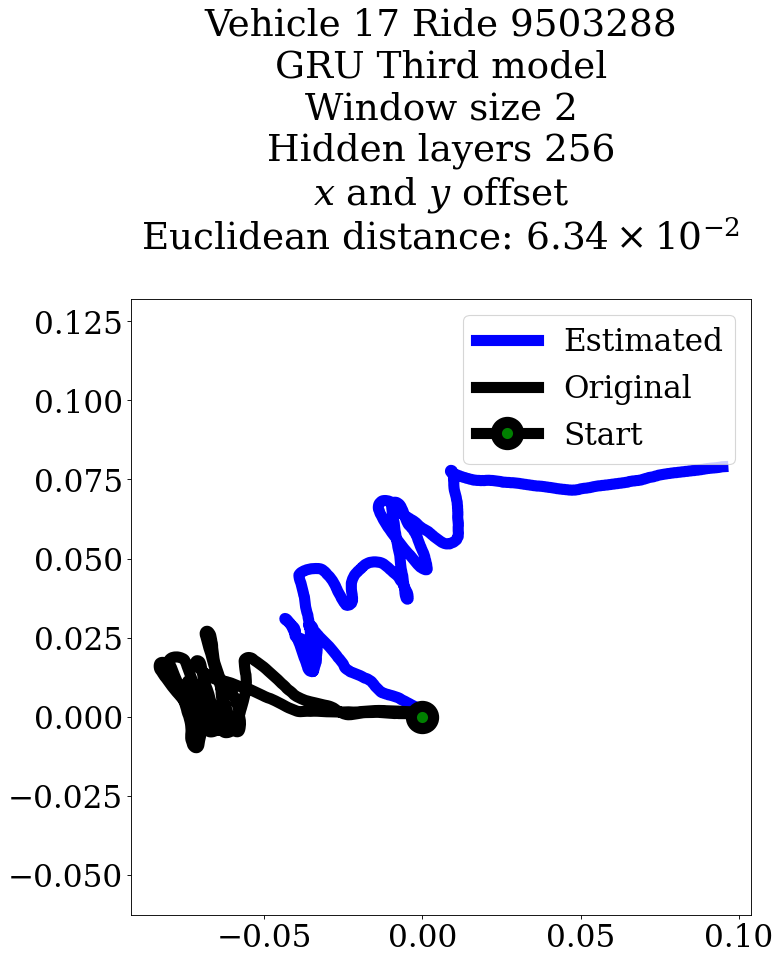 Vehicle 17 Ride 9503288
GRU Third model
Window size 2
Hidden layers 256
x and y offset
Euclidean distance: 6.34 × 10⁻²
Estimated
Original
Start
0.125
0.100
0.075
0.050
0.025
0.000
−0.025
−0.050
−0.05 0.00 0.05 0.10